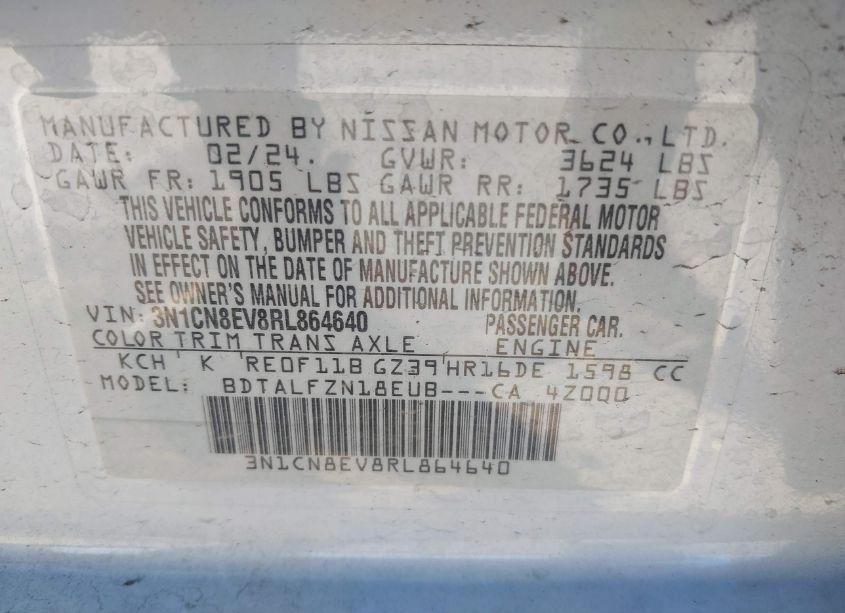 MANUFACTURED BY NISSAN MOTOR CO., LTD.
DATE: 02/24. GVWR: 3624 LBS
GAWR FR: 1905 LBS GAWR RR: 1735 LBS
THIS VEHICLE CONFORMS TO ALL APPLICABLE FEDERAL MOTOR
VEHICLE SAFETY, BUMPER AND THEFT PREVENTION STANDARDS
IN EFFECT ON THE DATE OF MANUFACTURE SHOWN ABOVE.
SEE OWNER'S MANUAL FOR ADDITIONAL INFORMATION.
VIN: 3N1CN8EV8RL864640 PASSENGER CAR.
COLOR TRIM TRANS AXLE ENGINE
KCH K RE0F11B GZ39 HR16DE 1598 CC
MODEL: BDTALFZN18EUB---CA 4Z000
3N1CN8EV8RL864640